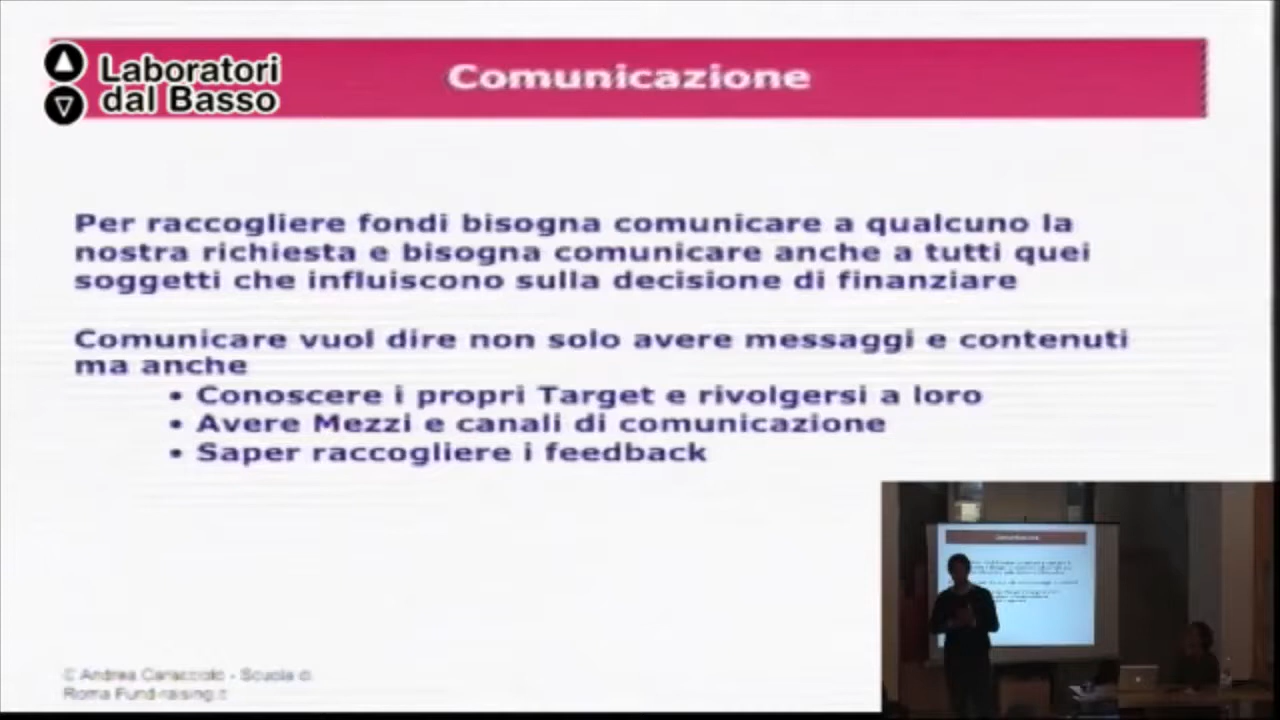 Laboratori
dal Basso
Comunicazione
Per raccogliere fondi bisogna comunicare a qualcuno la
nostra richiesta e bisogna comunicare anche a tutti quei
soggetti che influiscono sulla decisione di finanziare
Comunicare vuol dire non solo avere messaggi e contenuti
ma anche
• Conoscere i propri Target e rivolgersi a loro
• Avere Mezzi e canali di comunicazione
• Saper raccogliere i feedback
Andrea Caracciolo - Scuola di
Roma Fund-raising.it